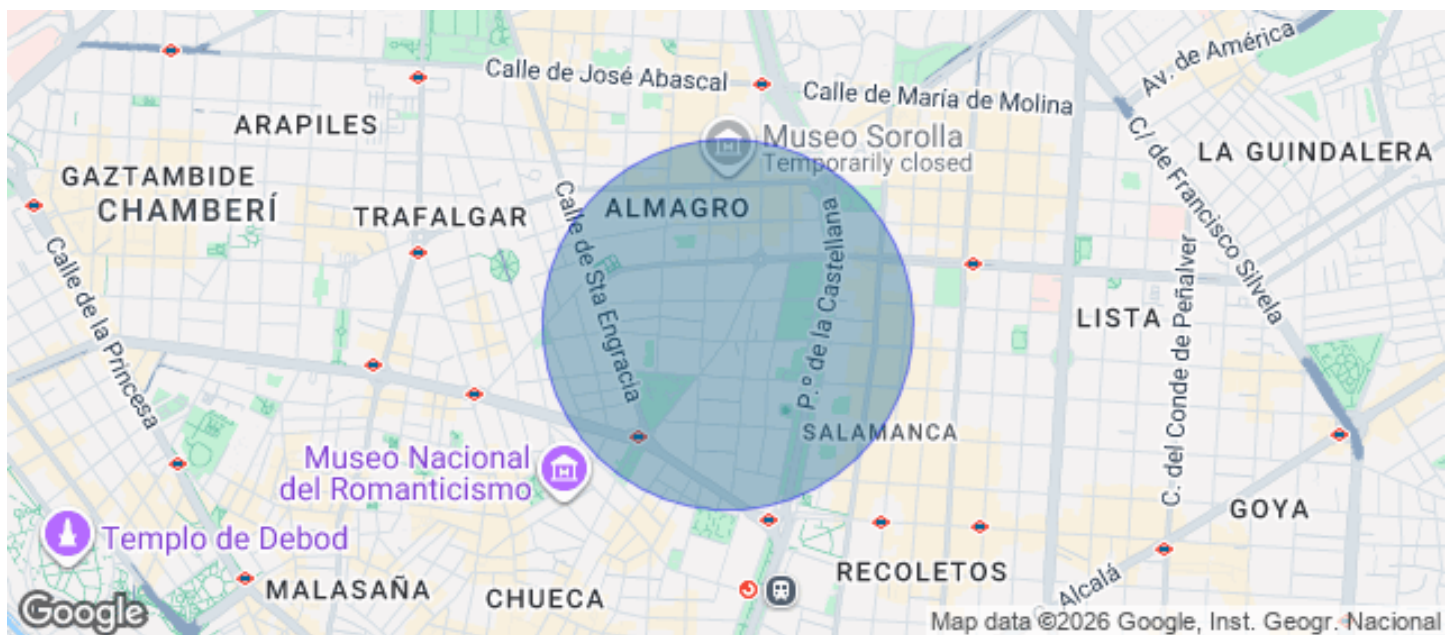 Calle de José Abascal
Av. de América
Calle de María de Molina
ARAPILES
Museo Sorolla
Temporarily closed
C/ de Francisco Silvela
LA GUINDALERA
GAZTAMBIDE
CHAMBERÍ
TRAFALGAR
ALMAGRO
Calle de Sta Engracia
P.º de la Castellana
Calle de la Princesa
LISTA
C. del Conde de Peñalver
SALAMANCA
Museo Nacional
del Romanticismo
GOYA
Templo de Debod
RECOLETOS
MALASAÑA
CHUECA
Alcalá
Google
Map data ©2026 Google, Inst. Geogr. Nacional